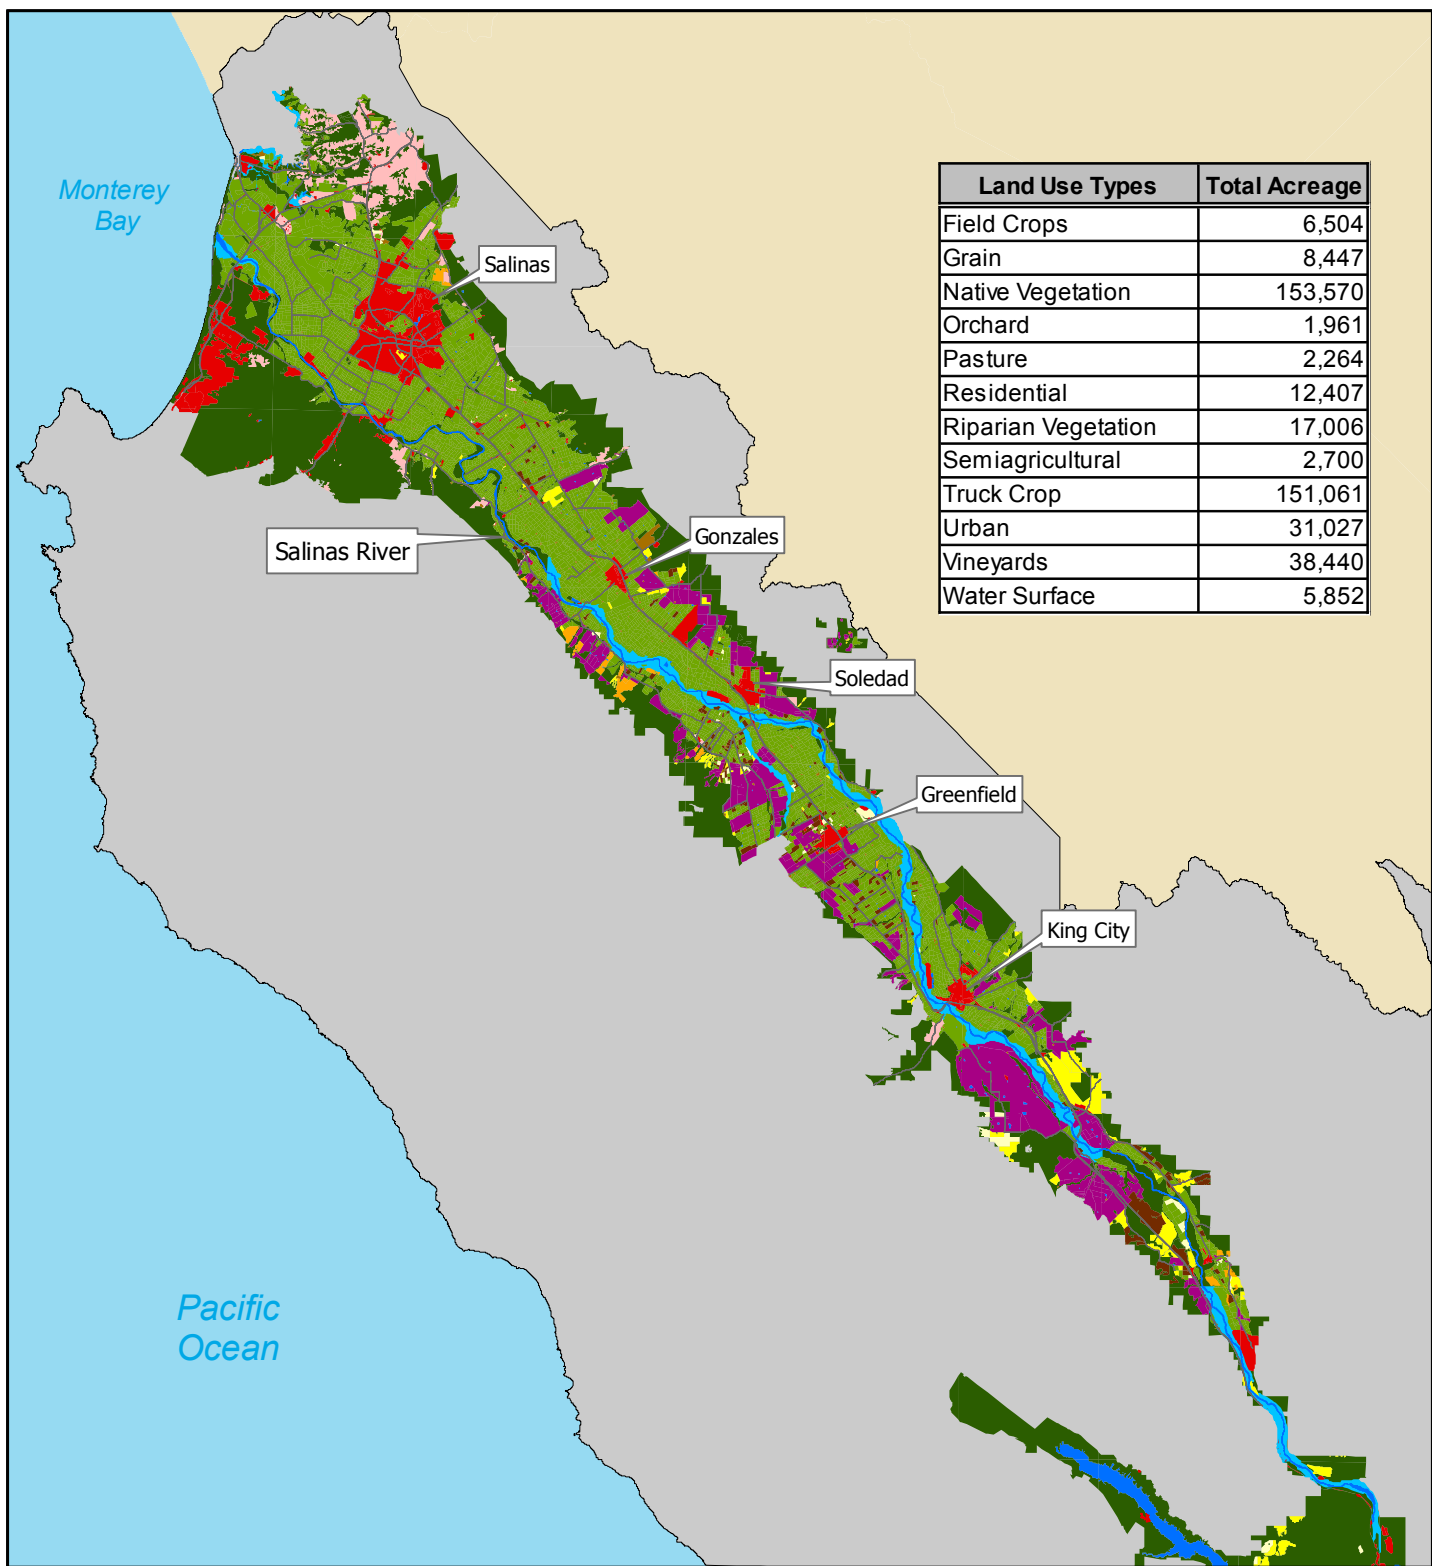 Monterey
Bay
Land Use Types Total Acreage
Field Crops 6,504
Grain 8,447
Native Vegetation 153,570
Orchard 1,961
Pasture 2,264
Residential 12,407
Riparian Vegetation 17,006
Semiagricultural 2,700
Truck Crop 151,061
Urban 31,027
Vineyards 38,440
Water Surface 5,852
Salinas
Salinas River
Gonzales
Soledad
Greenfield
King City
Pacific
Ocean